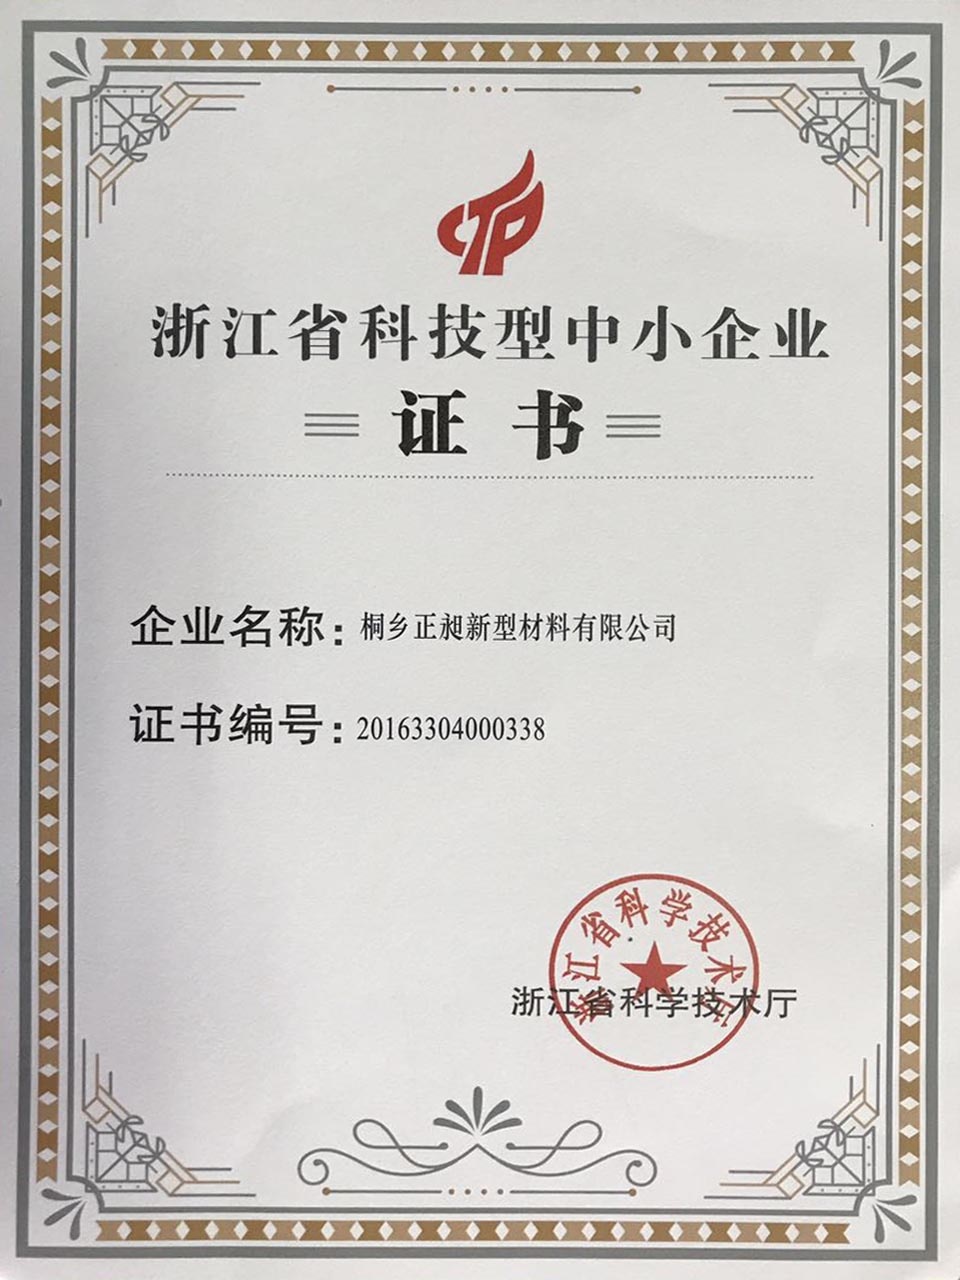 CTP
浙江省科技型中小企业
证书
企业名称：桐乡正昶新型材料有限公司
证书编号：20163304000338
浙江省科学技术厅
浙江省科学技术厅